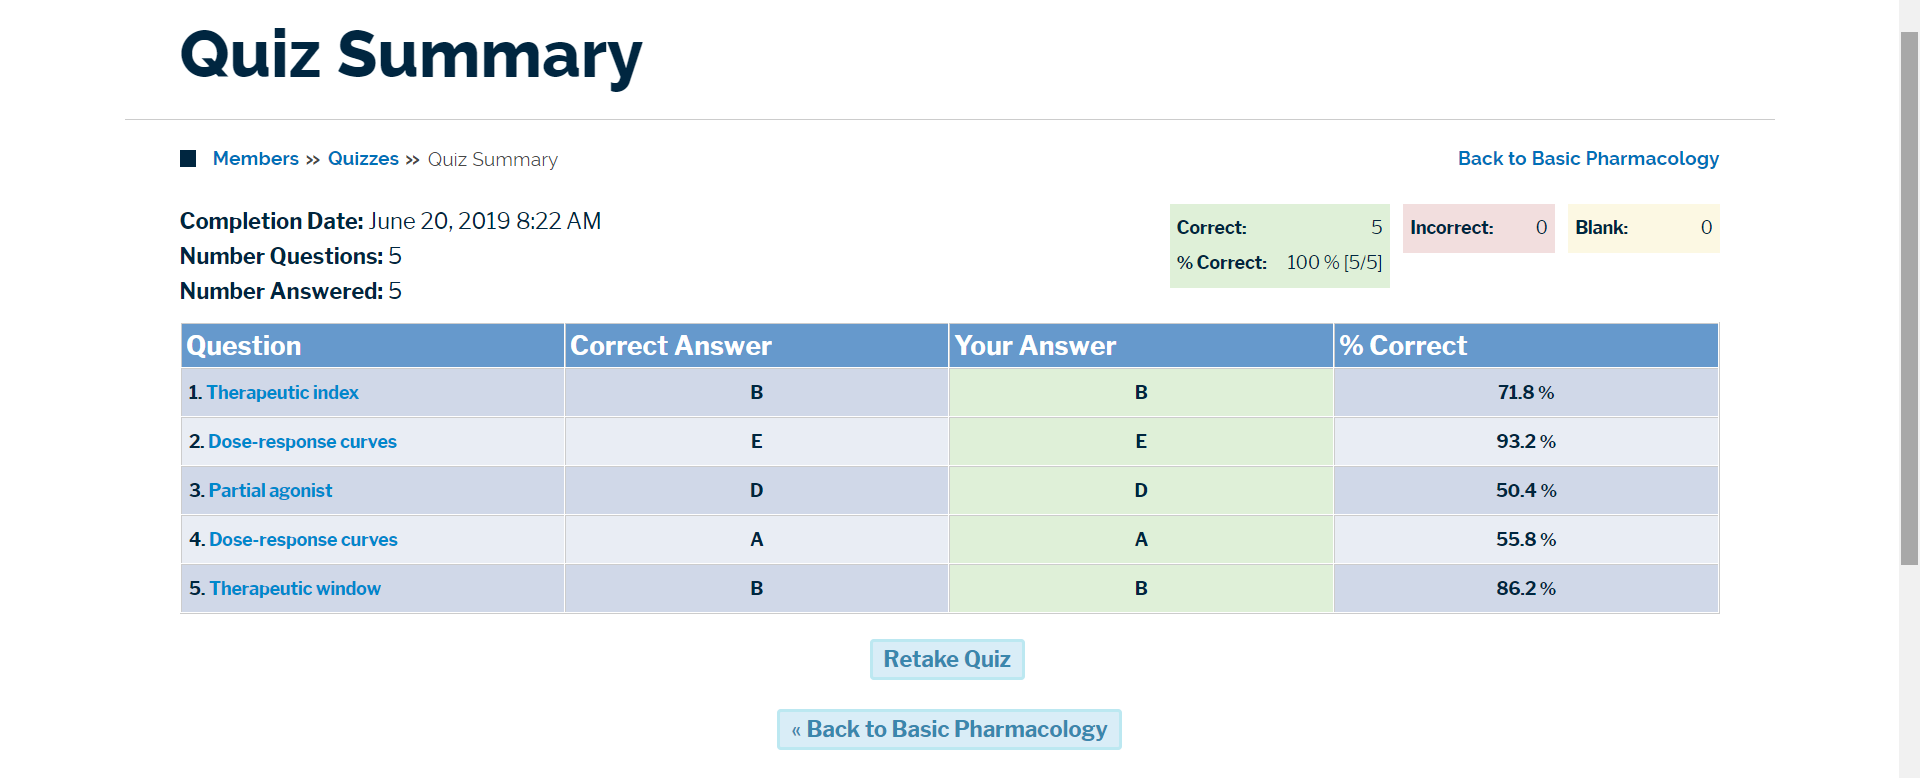 Quiz Summary
Members » Quizzes » Quiz Summary
Back to Basic Pharmacology
Completion Date: June 20, 2019 8:22 AM
Number Questions: 5
Number Answered: 5
Correct: 5
% Correct: 100 % [5/5]
Incorrect: 0
Blank: 0
Question Correct Answer Your Answer % Correct
1. Therapeutic index B B 71.8 %
2. Dose-response curves E E 93.2 %
3. Partial agonist D D 50.4 %
4. Dose-response curves A A 55.8 %
5. Therapeutic window B B 86.2 %
Retake Quiz
« Back to Basic Pharmacology